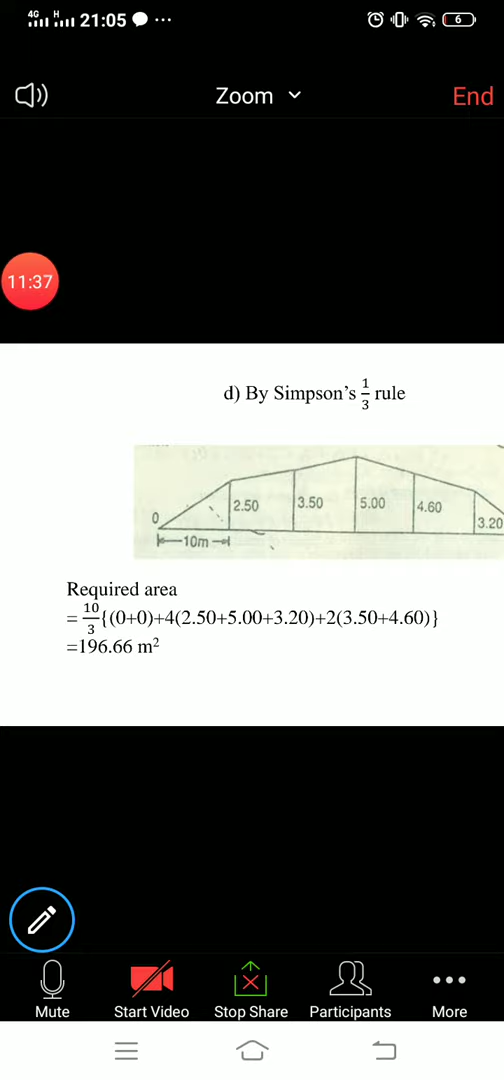 4G H 21:05 ... 6
Zoom End
11:37
d) By Simpson's 1/3 rule
0 2.50 3.50 5.00 4.60 3.20
10m
Required area
= 10/3 {(0+0)+4(2.50+5.00+3.20)+2(3.50+4.60)}
=196.66 m²
Mute Start Video Stop Share Participants More